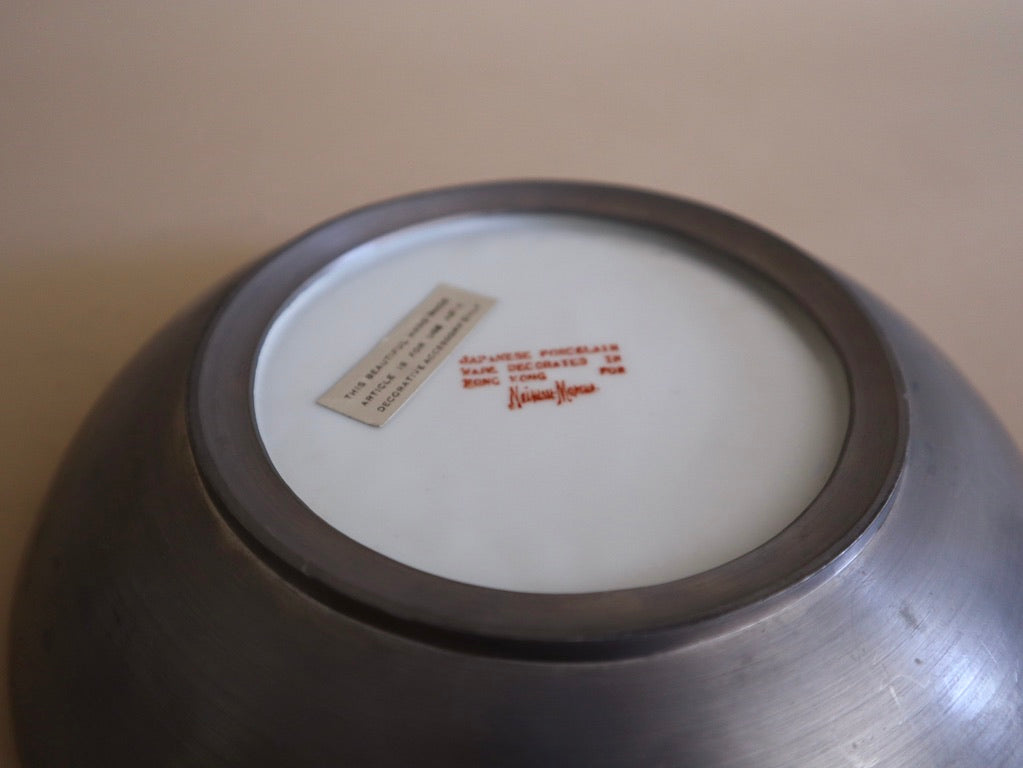 THIS BEAUTIFUL HAND MADE
ARTICLE IS FOR USE AS A
DECORATIVE ACCESSORY ONLY
JAPANESE PORCELAIN
WARE DECORATED IN
HONG KONG FOR
Neiman-Marcus